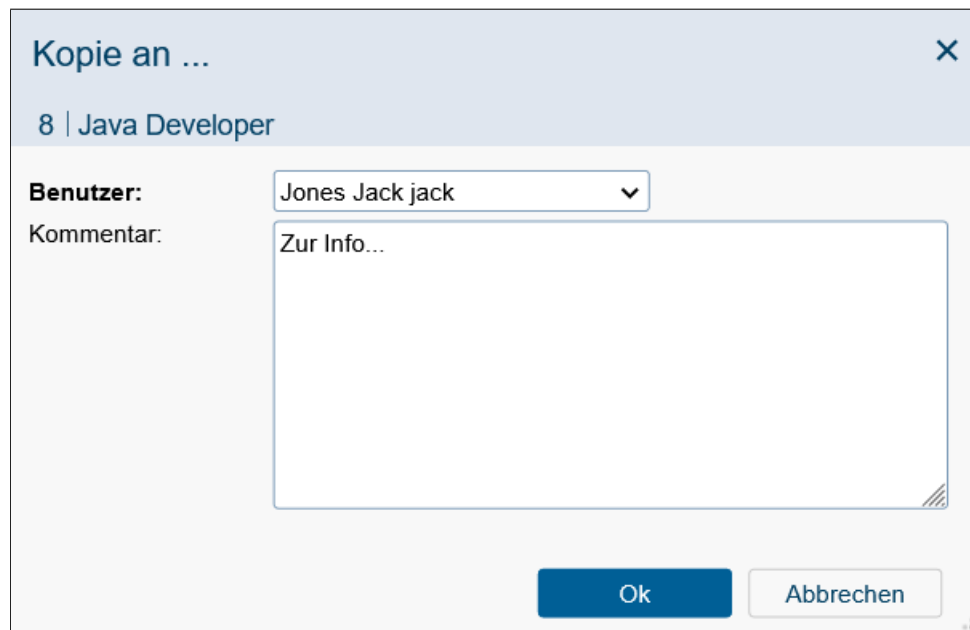 Kopie an ...
8 | Java Developer
Benutzer: Jones Jack jack
Kommentar: Zur Info...
Ok Abbrechen